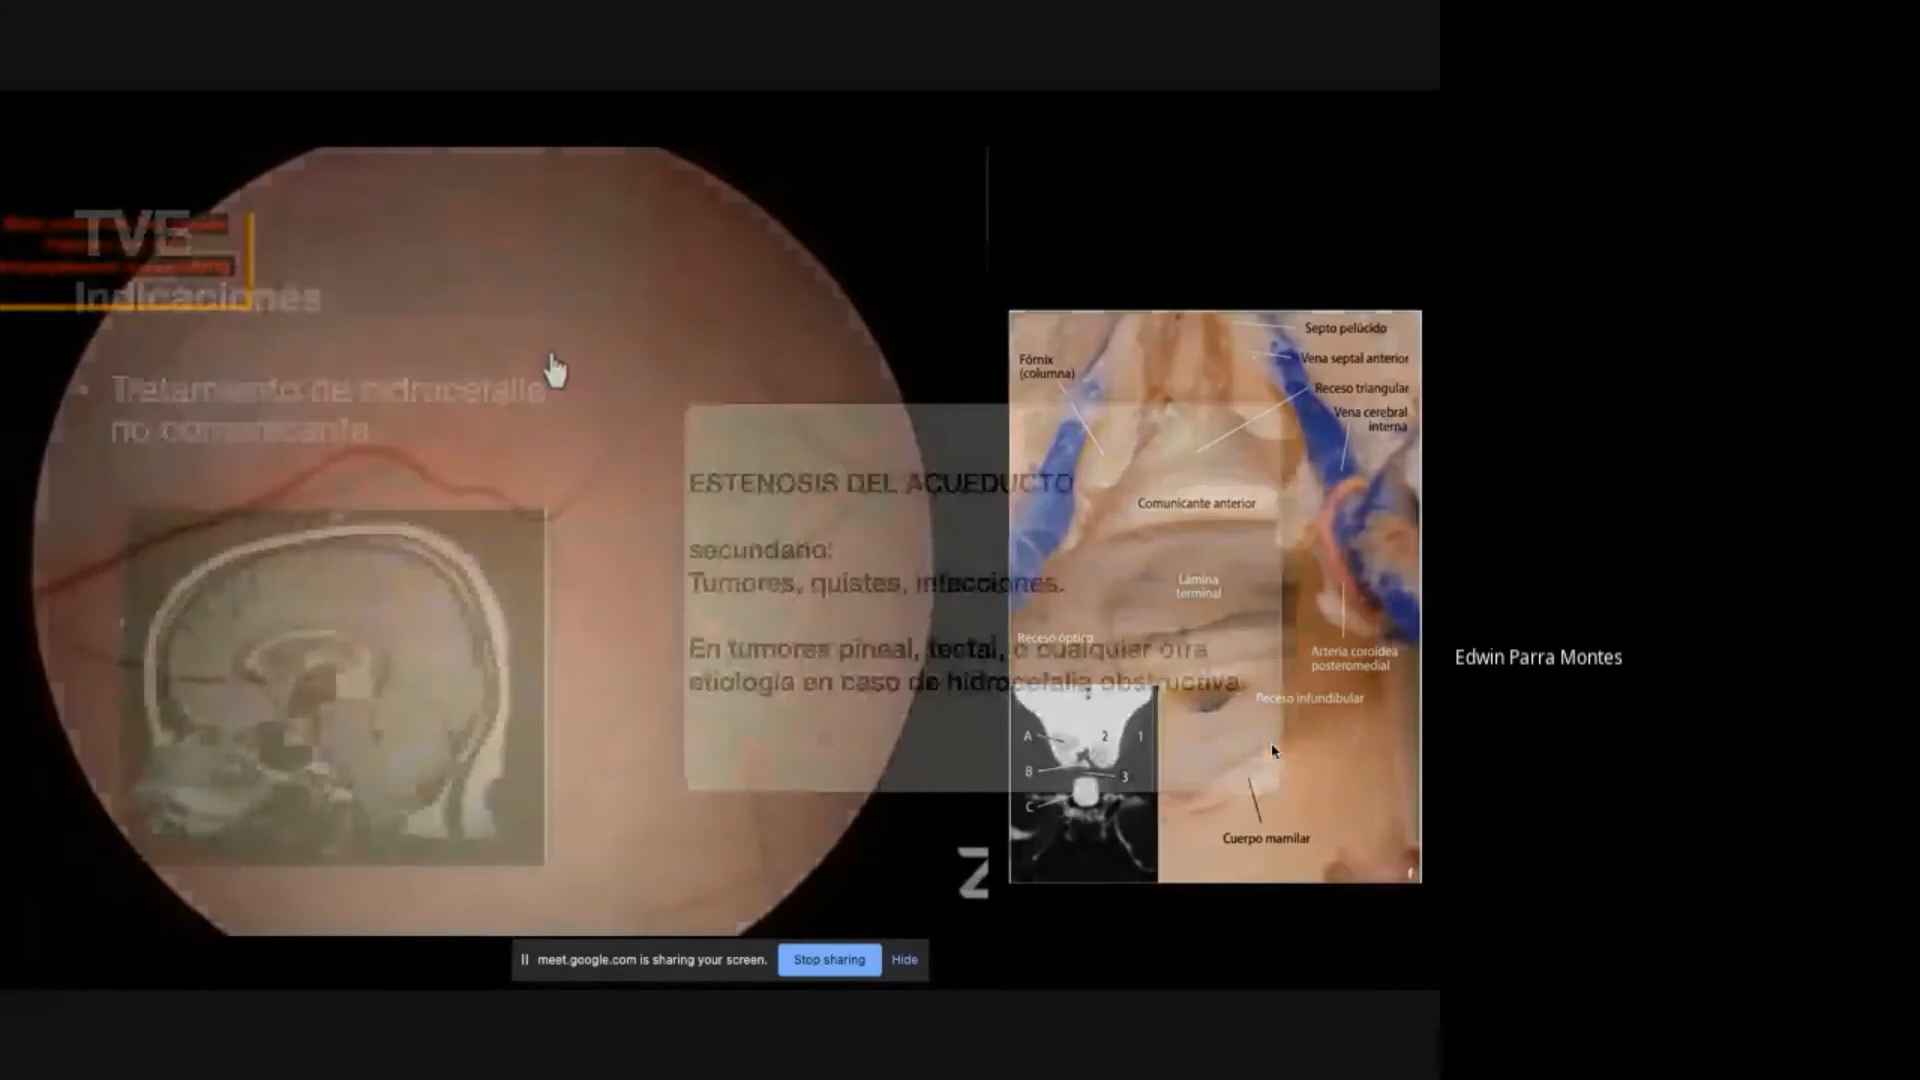 TVE
Indicaciones
• Tratamiento de hidrocefalia
no comunicante
ESTENOSIS DEL ACUEDUCTO
secundario:
Tumores, quistes, infecciones.
En tumores pineal, tectal, o cualquier otra
etiología en caso de hidrocefalia obstructiva.
Septo pelúcido
Fórnix
(columna)
Vena septal anterior
Receso triangular
Vena cerebral
interna
Comunicante anterior
Lámina
terminal
Receso óptico
Arteria coroidea
posteromedial
Receso infundibular
A
2
1
B
3
C
Cuerpo mamilar
f
Z
meet.google.com is sharing your screen.
Stop sharing
Hide
Edwin Parra Montes